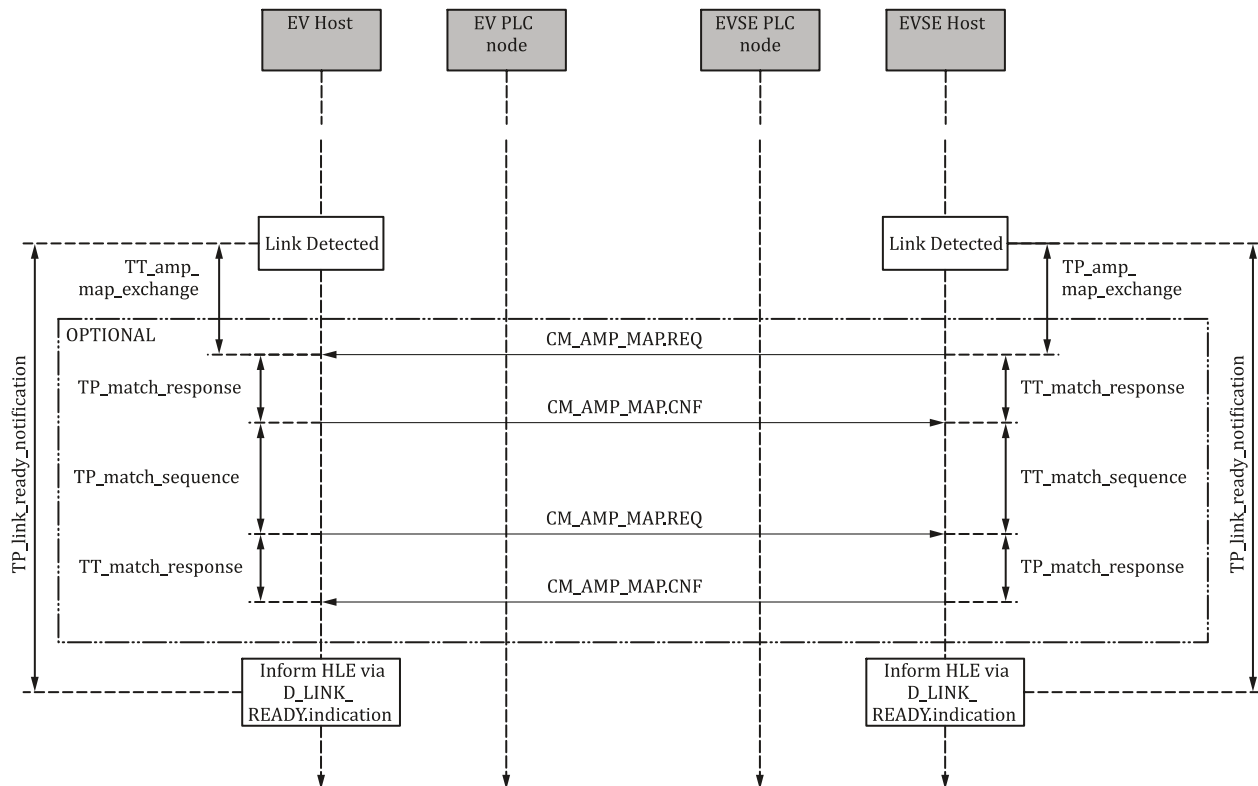 EV Host
EV PLC
node
EVSE PLC
node
EVSE Host
Link Detected
Link Detected
TT_amp_
map_exchange
TP_amp_
map_exchange
OPTIONAL
CM_AMP_MAP.REQ
TP_match_response
TT_match_response
CM_AMP_MAP.CNF
TP_match_sequence
TT_match_sequence
CM_AMP_MAP.REQ
TT_match_response
TP_match_response
CM_AMP_MAP.CNF
TP_link_ready_notification
TP_link_ready_notification
Inform HLE via
D_LINK_
READY.indication
Inform HLE via
D_LINK_
READY.indication